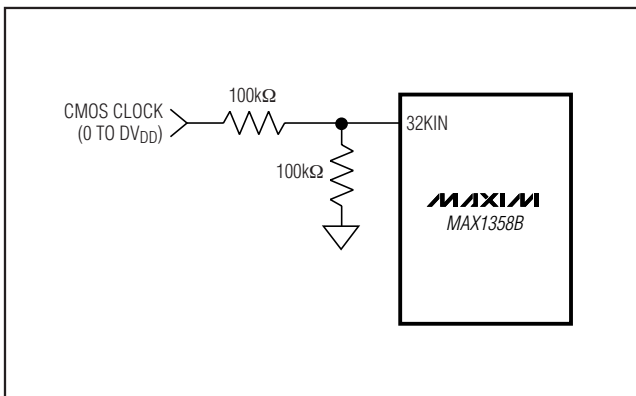 100kΩ
CMOS CLOCK
(0 TO DVDD)
32KIN
100kΩ
MAXIM
MAX1358B